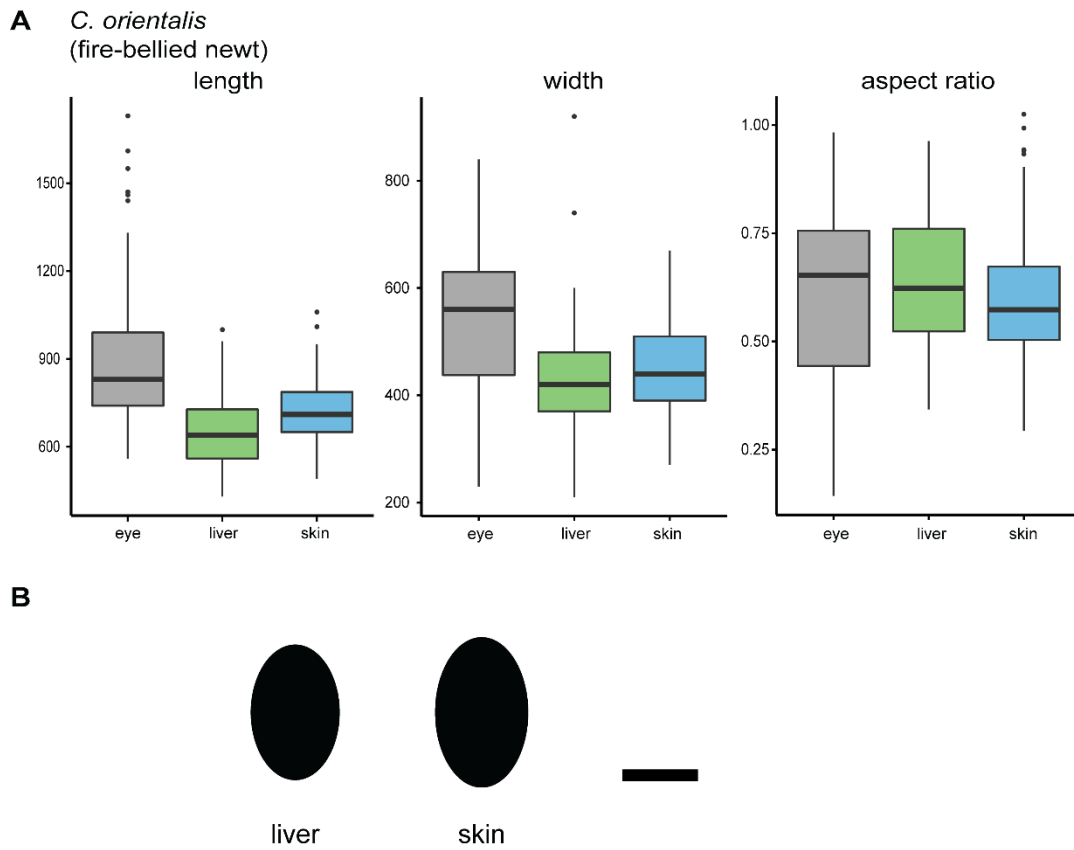 A
C. orientalis
(fire-bellied newt)
length
1500
1200
900
600
eye liver skin
width
800
600
400
200
eye liver skin
aspect ratio
1.00
0.75
0.50
0.25
eye liver skin
B
liver skin